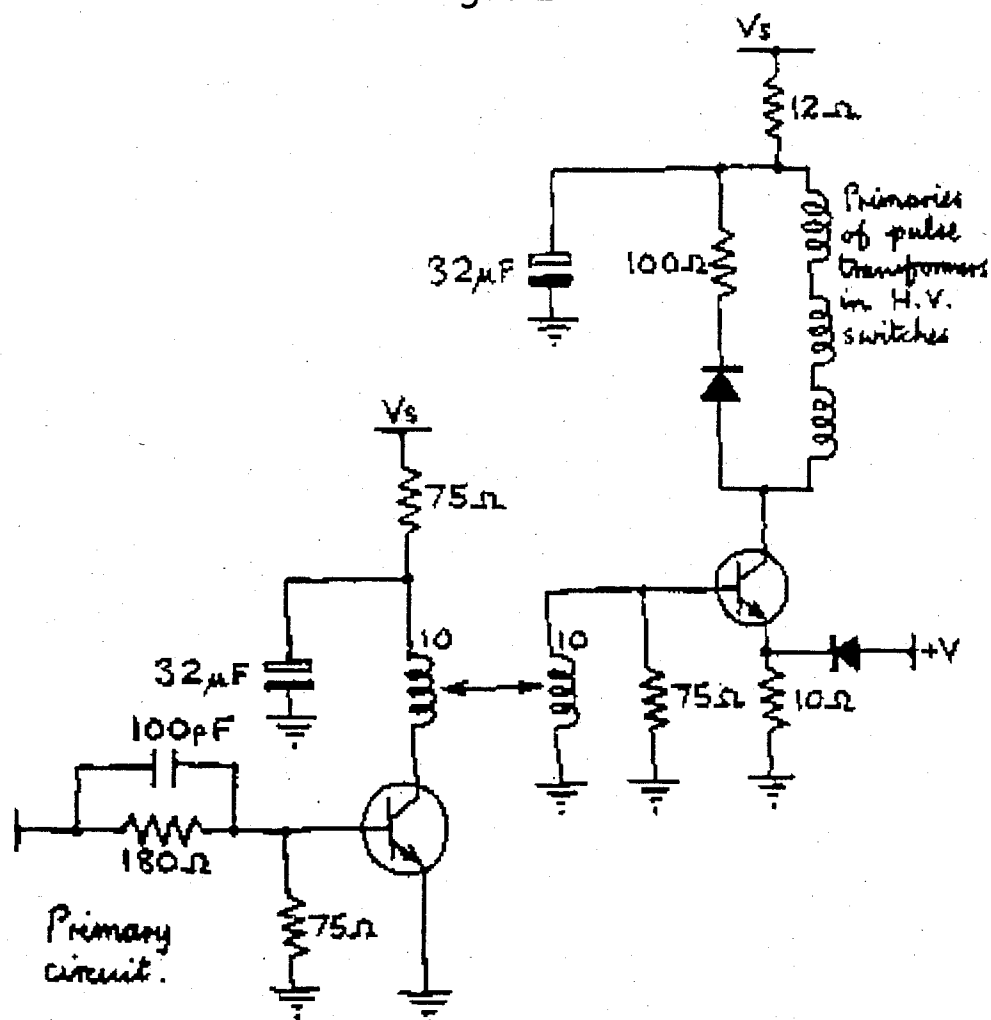 Vs
12Ω
Primaries
of pulse
transformers
in H.V.
switches
100Ω
32μF
Vs
75Ω
10
10
32μF
75Ω
10Ω
+V
100pF
180Ω
75Ω
Primary
circuit.